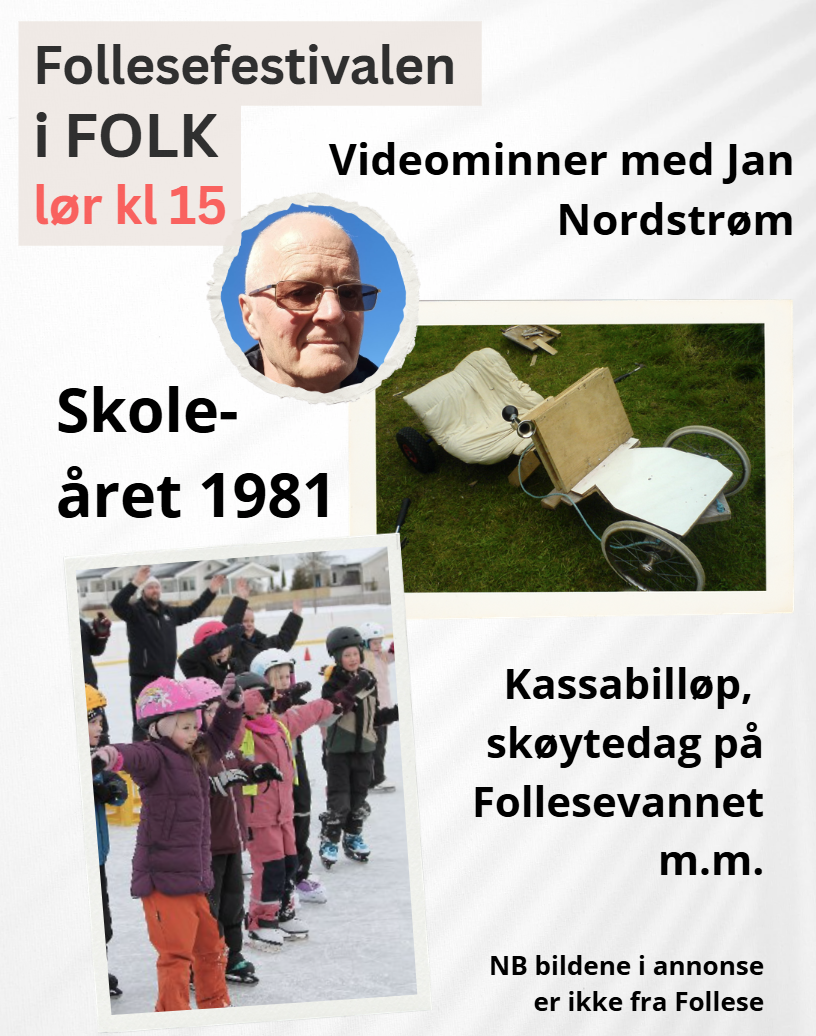 Follesefestivalen
i FOLK
lør kl 15
Videominner med Jan
Nordstrøm
Skole-
året 1981
Kassabilløp,
skøytedag på
Follesevannet
m.m.
NB bildene i annonse
er ikke fra Follese